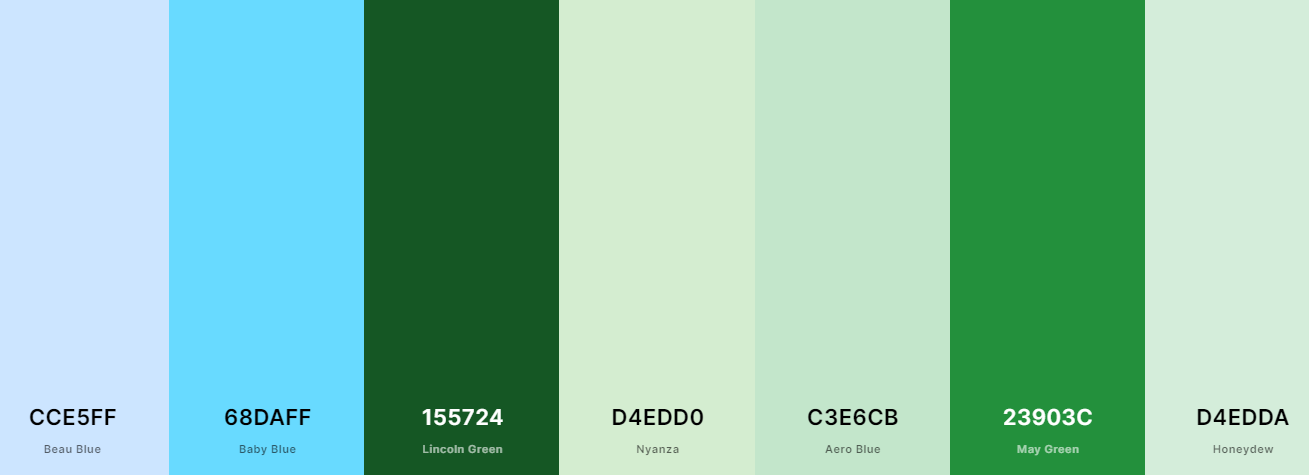 CCE5FF
Beau Blue
68DAFF
Baby Blue
155724
Lincoln Green
D4EDD0
Nyanza
C3E6CB
Aero Blue
23903C
May Green
D4EDDA
Honeydew